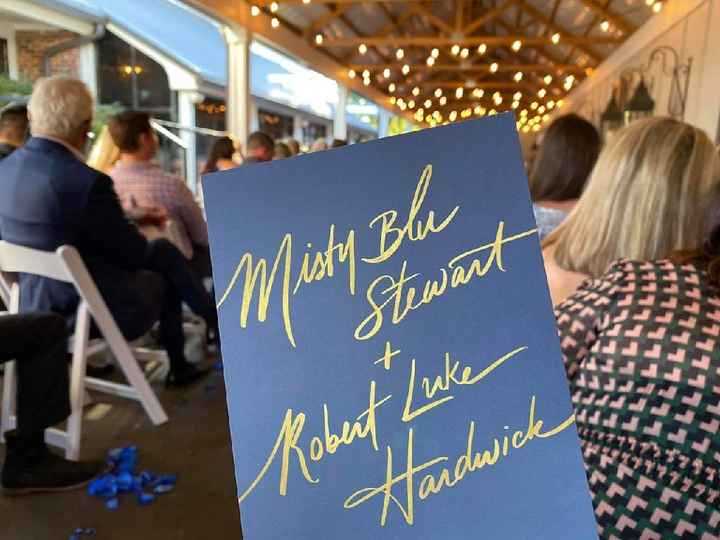 Misty Blu
Stewart
+
Robert Luke
Hardwick